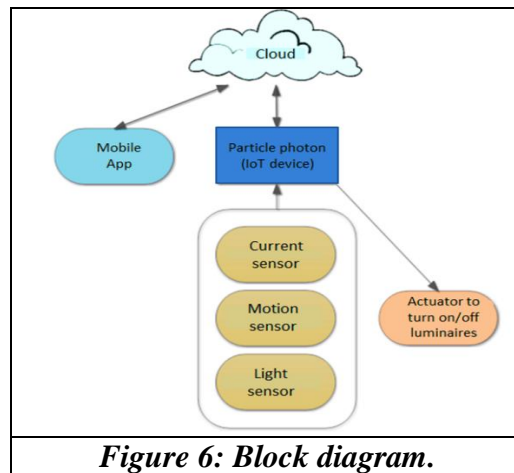 Cloud
Mobile
App
Particle photon
(IoT device)
Current
sensor
Motion
sensor
Light
sensor
Actuator to
turn on/off
luminaires
Figure 6: Block diagram.